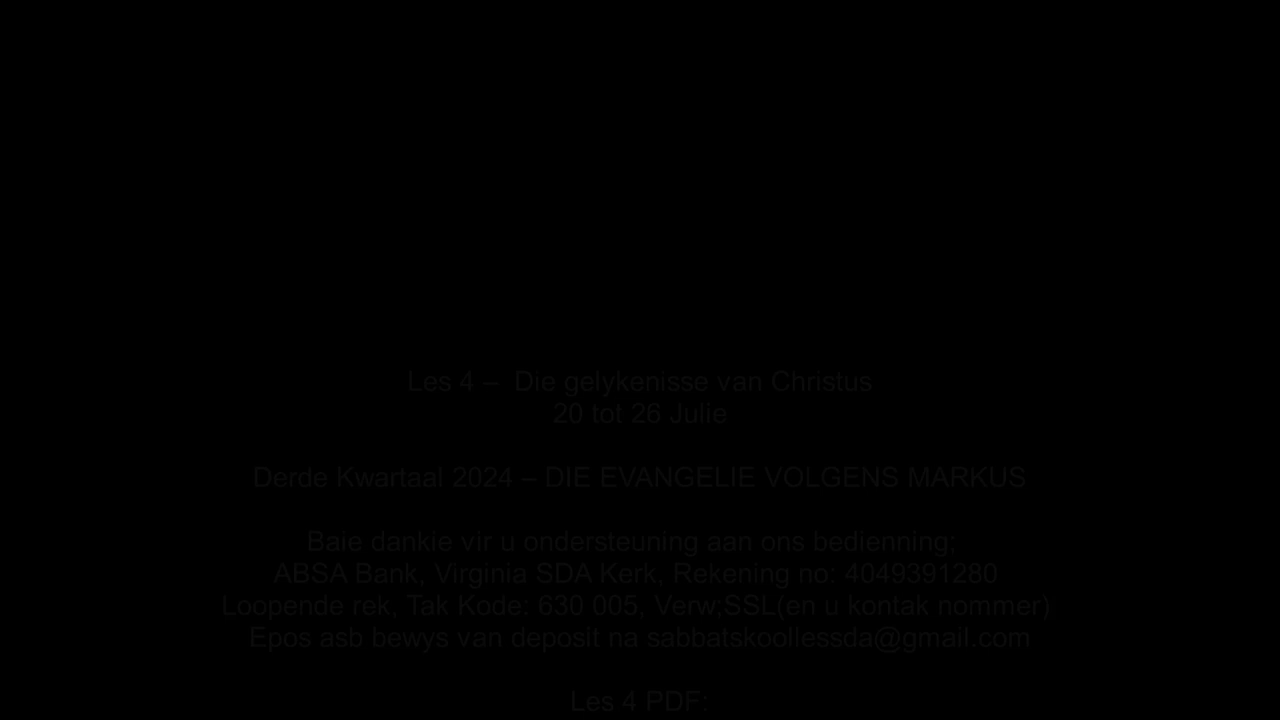 Les 4 – Die gelykenisse van Christus
20 tot 26 Julie
Derde Kwartaal 2024 – DIE EVANGELIE VOLGENS MARKUS
Baie dankie vir u ondersteuning aan ons bedienning;
ABSA Bank, Virginia SDA Kerk, Rekening no: 4049391280
Loopende rek, Tak Kode: 630 005, Verw;SSL(en u kontak nommer).
Epos asb bewys van deposit na sabbatskoollessda@gmail.com
Les 4 PDF: